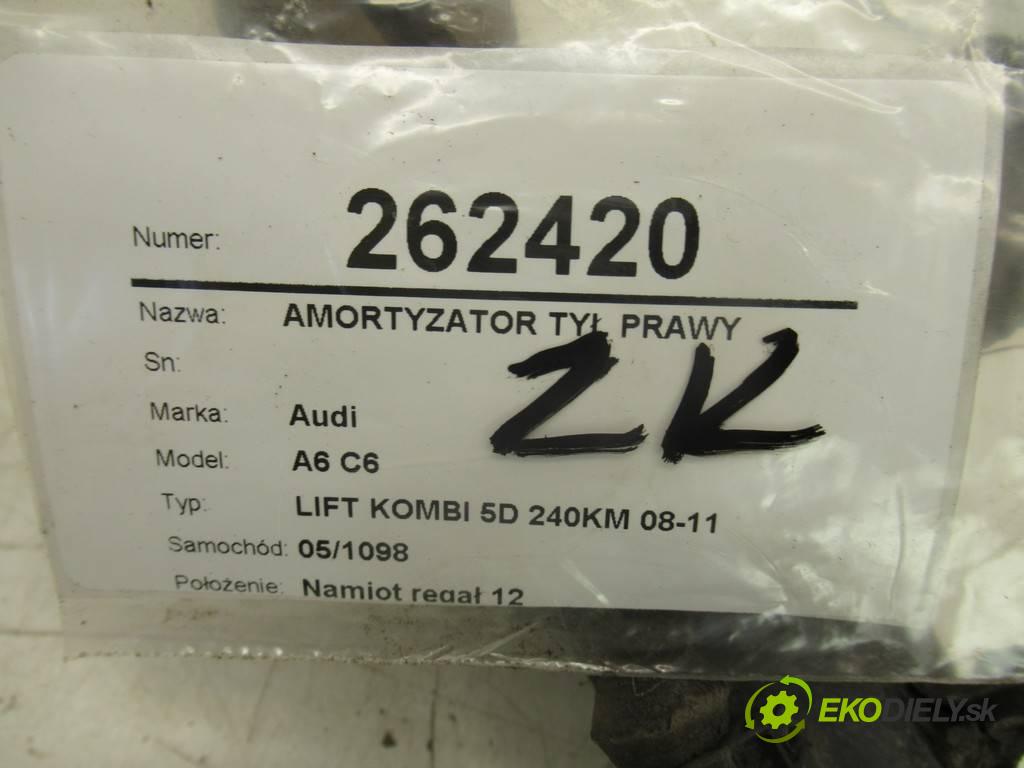 Numer: 262420
Nazwa: AMORTYZATOR TYŁ PRAWY
ZK
Sn:
Marka: Audi
Model: A6 C6
Typ: LIFT KOMBI 5D 240KM 08-11
Samochód: 05/1098
Położenie: Namiot regał 12
EKODIELY.sk